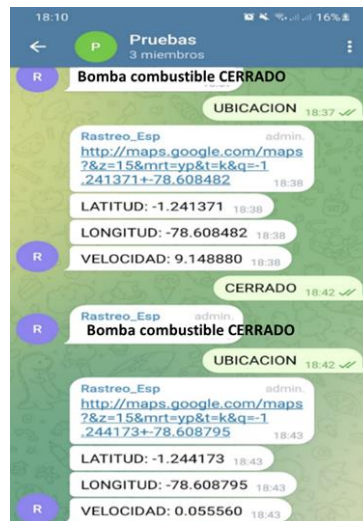 18:10
16%
P
Pruebas
3 miembros
R
Bomba combustible CERRADO
UBICACION 18:37
Rastreo_Esp admin.
http://maps.google.com/maps
?&z=15&mrt=yp&t=k&q=-1
.241371+-78.608482 18:38
LATITUD: -1.241371 18:38
LONGITUD: -78.608482 18:38
R
VELOCIDAD: 9.148880 18:38
CERRADO 18:42
Rastreo_Esp admin.
R
Bomba combustible CERRADO
UBICACION 18:42
Rastreo_Esp admin.
http://maps.google.com/maps
?&z=15&mrt=yp&t=k&q=-1
.244173+-78.608795 18:43
LATITUD: -1.244173 18:43
LONGITUD: -78.608795 18:43
R
VELOCIDAD: 0.055560 18:43